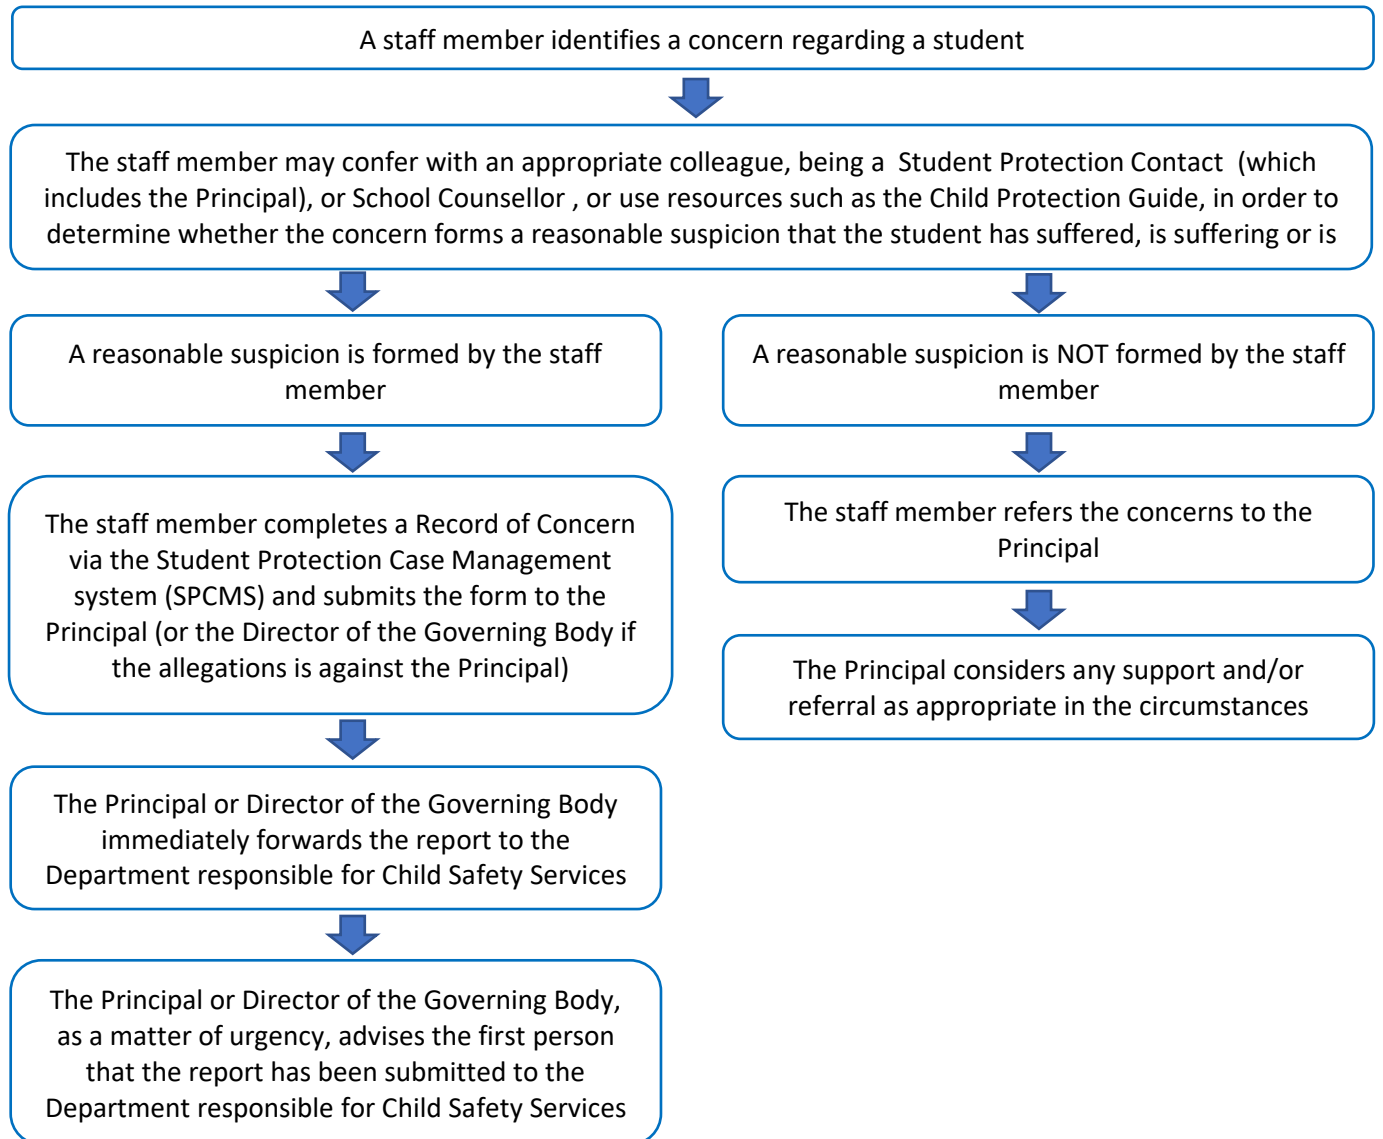 A staff member identifies a concern regarding a student
The staff member may confer with an appropriate colleague, being a  Student Protection Contact  (which
includes the Principal), or School Counsellor , or use resources such as the Child Protection Guide, in order to
determine whether the concern forms a reasonable suspicion that the student has suffered, is suffering or is
A reasonable suspicion is formed by the staff
member
The staff member completes a Record of Concern
via the Student Protection Case Management
system (SPCMS) and submits the form to the
Principal (or the Director of the Governing Body if
the allegations is against the Principal)
The Principal or Director of the Governing Body
immediately forwards the report to the
Department responsible for Child Safety Services
The Principal or Director of the Governing Body,
as a matter of urgency, advises the first person
that the report has been submitted to the
Department responsible for Child Safety Services
A reasonable suspicion is NOT formed by the staff
member
The staff member refers the concerns to the
Principal
The Principal considers any support and/or
referral as appropriate in the circumstances